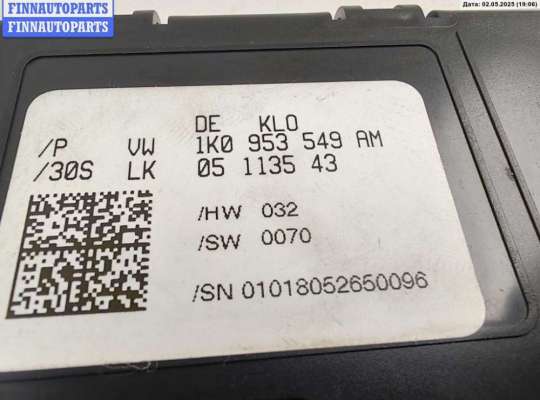 FINNAUTOPARTS
FINNAUTOPARTS
FINNAUTOPARTS
Дата: 02.05.2025 (19:06)
DE KLO
/P VW 1K0 953 549 AM
/30S LK 05 1135 43
/HW 032
/SW 0070
/SN 01018052650096